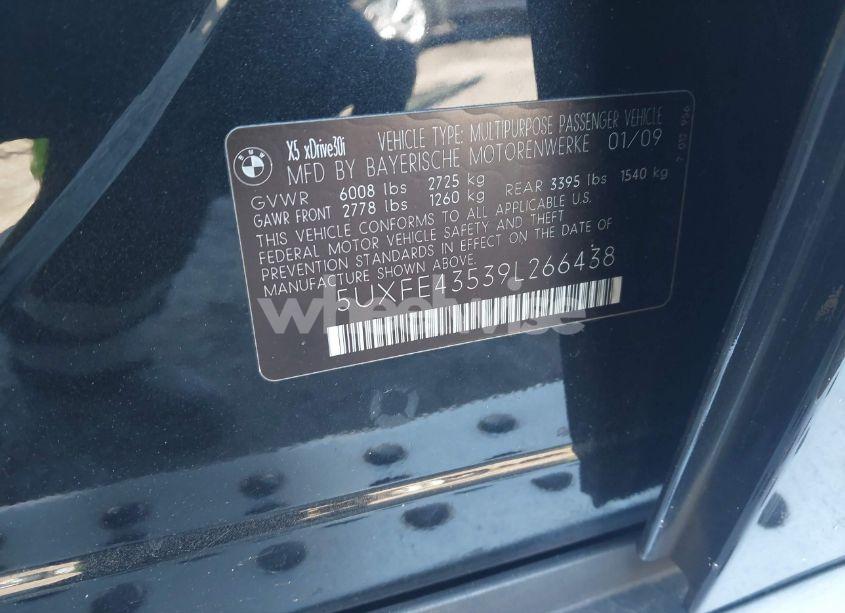 BMW
X5 xDrive30i VEHICLE TYPE: MULTIPURPOSE PASSENGER VEHICLE
MFD BY BAYERISCHE MOTORENWERKE 01/09
GVWR 6008 lbs 2725 kg
GAWR FRONT 2778 lbs 1260 kg REAR 3395 lbs 1540 kg
THIS VEHICLE CONFORMS TO ALL APPLICABLE U.S.
FEDERAL MOTOR VEHICLE SAFETY AND THEFT
PREVENTION STANDARDS IN EFFECT ON THE DATE OF
MANUFACTURE SHOWN ABOVE.
5UXFE43539L266438
wheelwise